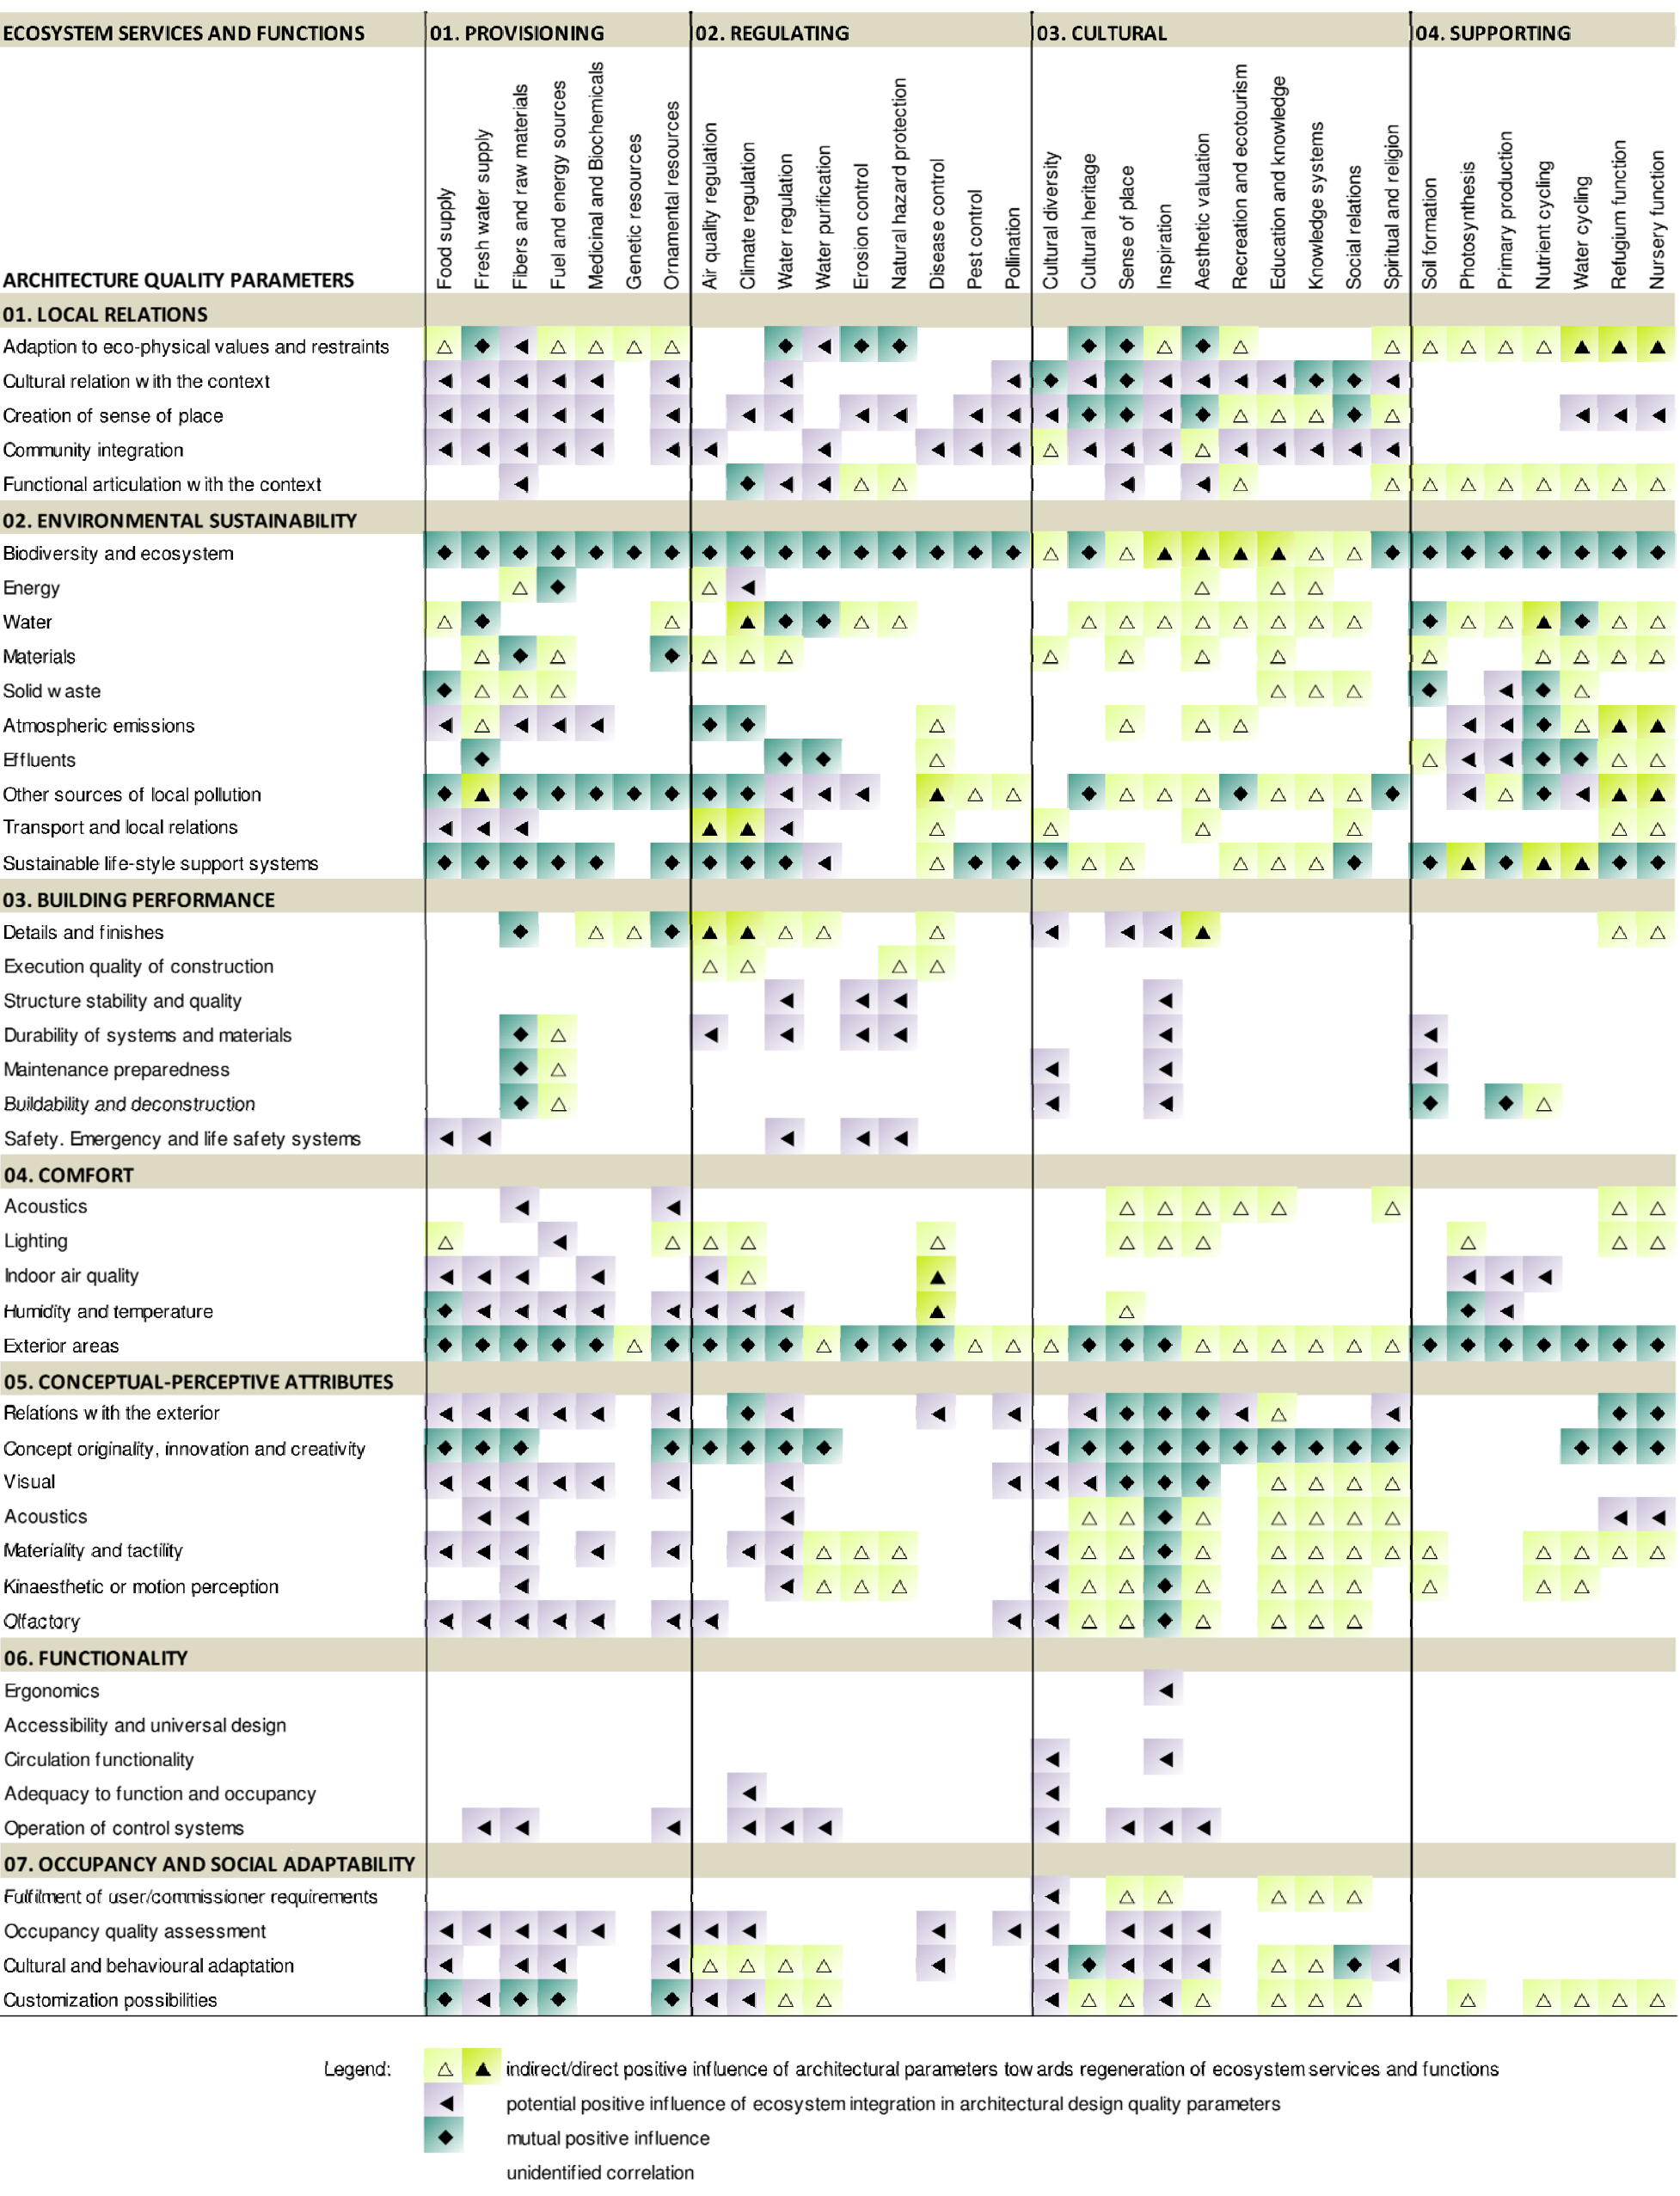 ECOSYSTEM SERVICES AND FUNCTIONS 01. PROVISIONING 02. REGULATING 03. CULTURAL 04. SUPPORTING
Food supply
Fresh water supply
Fibers and raw materials
Fuel and energy sources
Medicinal and Biochemicals
Genetic resources
Ornamental resources
Air quality regulation
Climate regulation
Water regulation
Water purification
Erosion control
Natural hazard protection
Disease control
Pest control
Pollination
Cultural diversity
Cultural heritage
Sense of place
Inspiration
Aesthetic valuation
Recreation and ecotourism
Education and knowledge
Knowledge systems
Social relations
Spiritual and religion
Soil formation
Photosynthesis
Primary production
Nutrient cycling
Water cycling
Refugium function
Nursery function
ARCHITECTURE QUALITY PARAMETERS
01. LOCAL RELATIONS
Adaption to eco-physical values and restraints
Cultural relation with the context
Creation of sense of place
Community integration
Functional articulation with the context
02. ENVIRONMENTAL SUSTAINABILITY
Biodiversity and ecosystem
Energy
Water
Materials
Solid waste
Atmospheric emissions
Effluents
Other sources of local pollution
Transport and local relations
Sustainable life-style support systems
03. BUILDING PERFORMANCE
Details and finishes
Execution quality of construction
Structure stability and quality
Durability of systems and materials
Maintenance preparedness
Buildability and deconstruction
Safety. Emergency and life safety systems
04. COMFORT
Acoustics
Lighting
Indoor air quality
Humidity and temperature
Exterior areas
05. CONCEPTUAL-PERCEPTIVE ATTRIBUTES
Relations with the exterior
Concept originality, innovation and creativity
Visual
Acoustics
Materiality and tactility
Kinaesthetic or motion perception
Olfactory
06. FUNCTIONALITY
Ergonomics
Accessibility and universal design
Circulation functionality
Adequacy to function and occupancy
Operation of control systems
07. OCCUPANCY AND SOCIAL ADAPTABILITY
Fulfilment of user/commissioner requirements
Occupancy quality assessment
Cultural and behavioural adaptation
Customization possibilities
Legend: indirect/direct positive influence of architectural parameters towards regeneration of ecosystem services and functions
potential positive influence of ecosystem integration in architectural design quality parameters
mutual positive influence
unidentified correlation